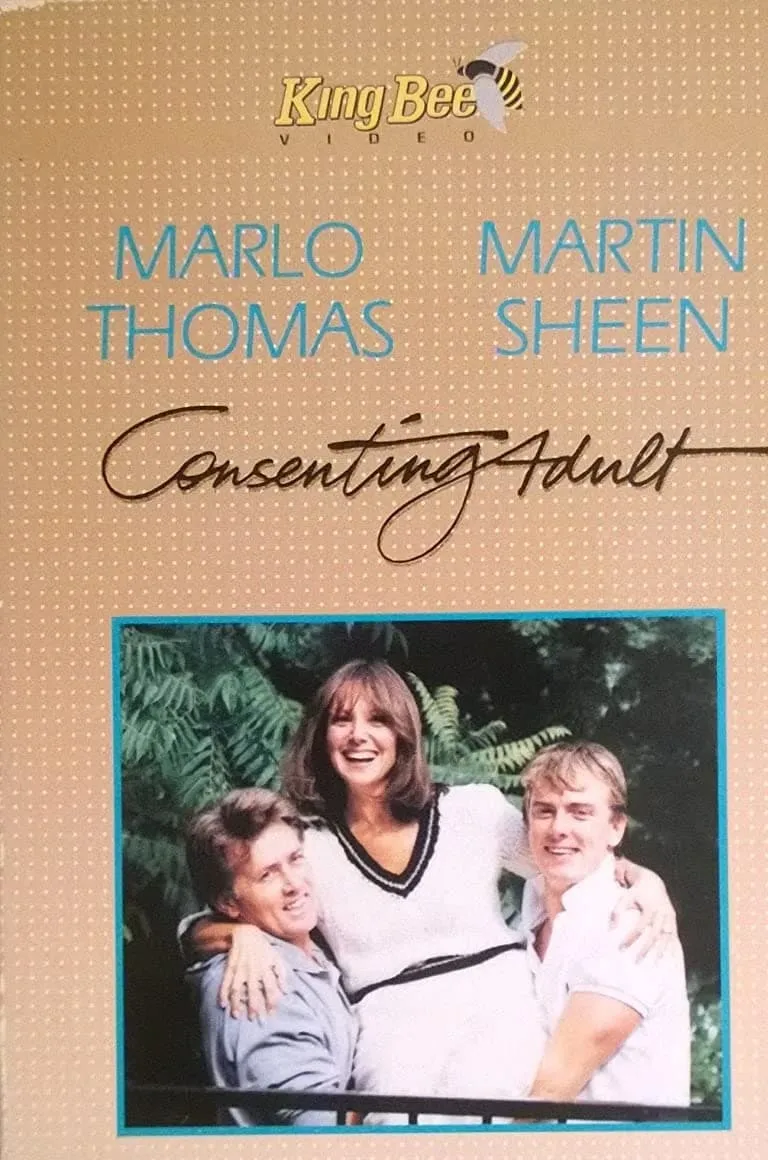 King Bee
VIDEO
MARLO MARTIN
THOMAS SHEEN
Consenting Adult